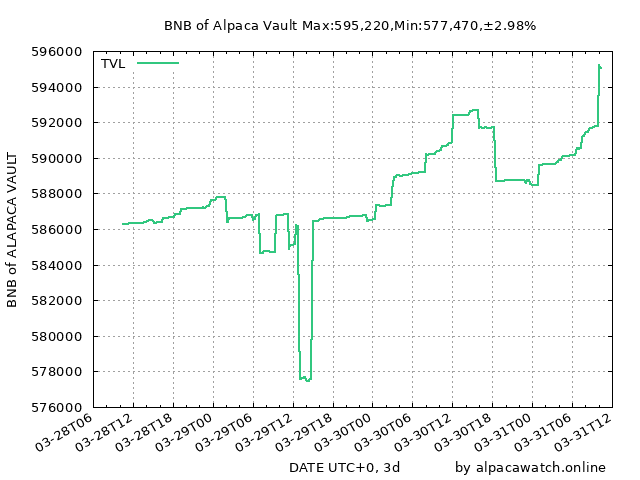 BNB of Alpaca Vault Max:595,220,Min:577,470,±2.98%
TVL
596000
594000
592000
590000
588000
586000
584000
582000
580000
578000
576000
BNB of ALAPACA VAULT
03-28T06
03-28T12
03-28T18
03-29T00
03-29T06
03-29T12
03-29T18
03-30T00
03-30T06
03-30T12
03-30T18
03-31T00
03-31T06
03-31T12
DATE UTC+0, 3d
by alpacawatch.online